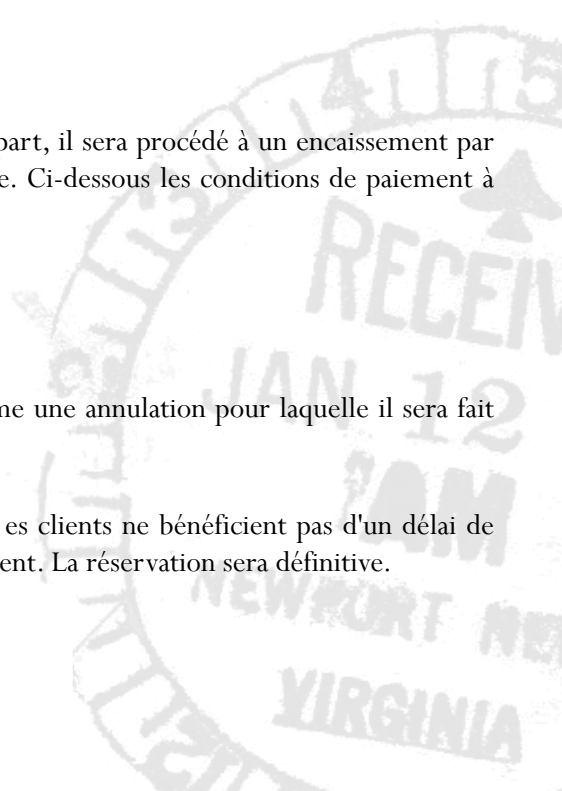 part, il sera procédé à un encaissement par
e. Ci-dessous les conditions de paiement à
RECEIV
JAN 12
ne une annulation pour laquelle il sera fait
AM
es clients ne bénéficient pas d'un délai de
ent. La réservation sera définitive.
NEWPORT NE
VIRGINIA